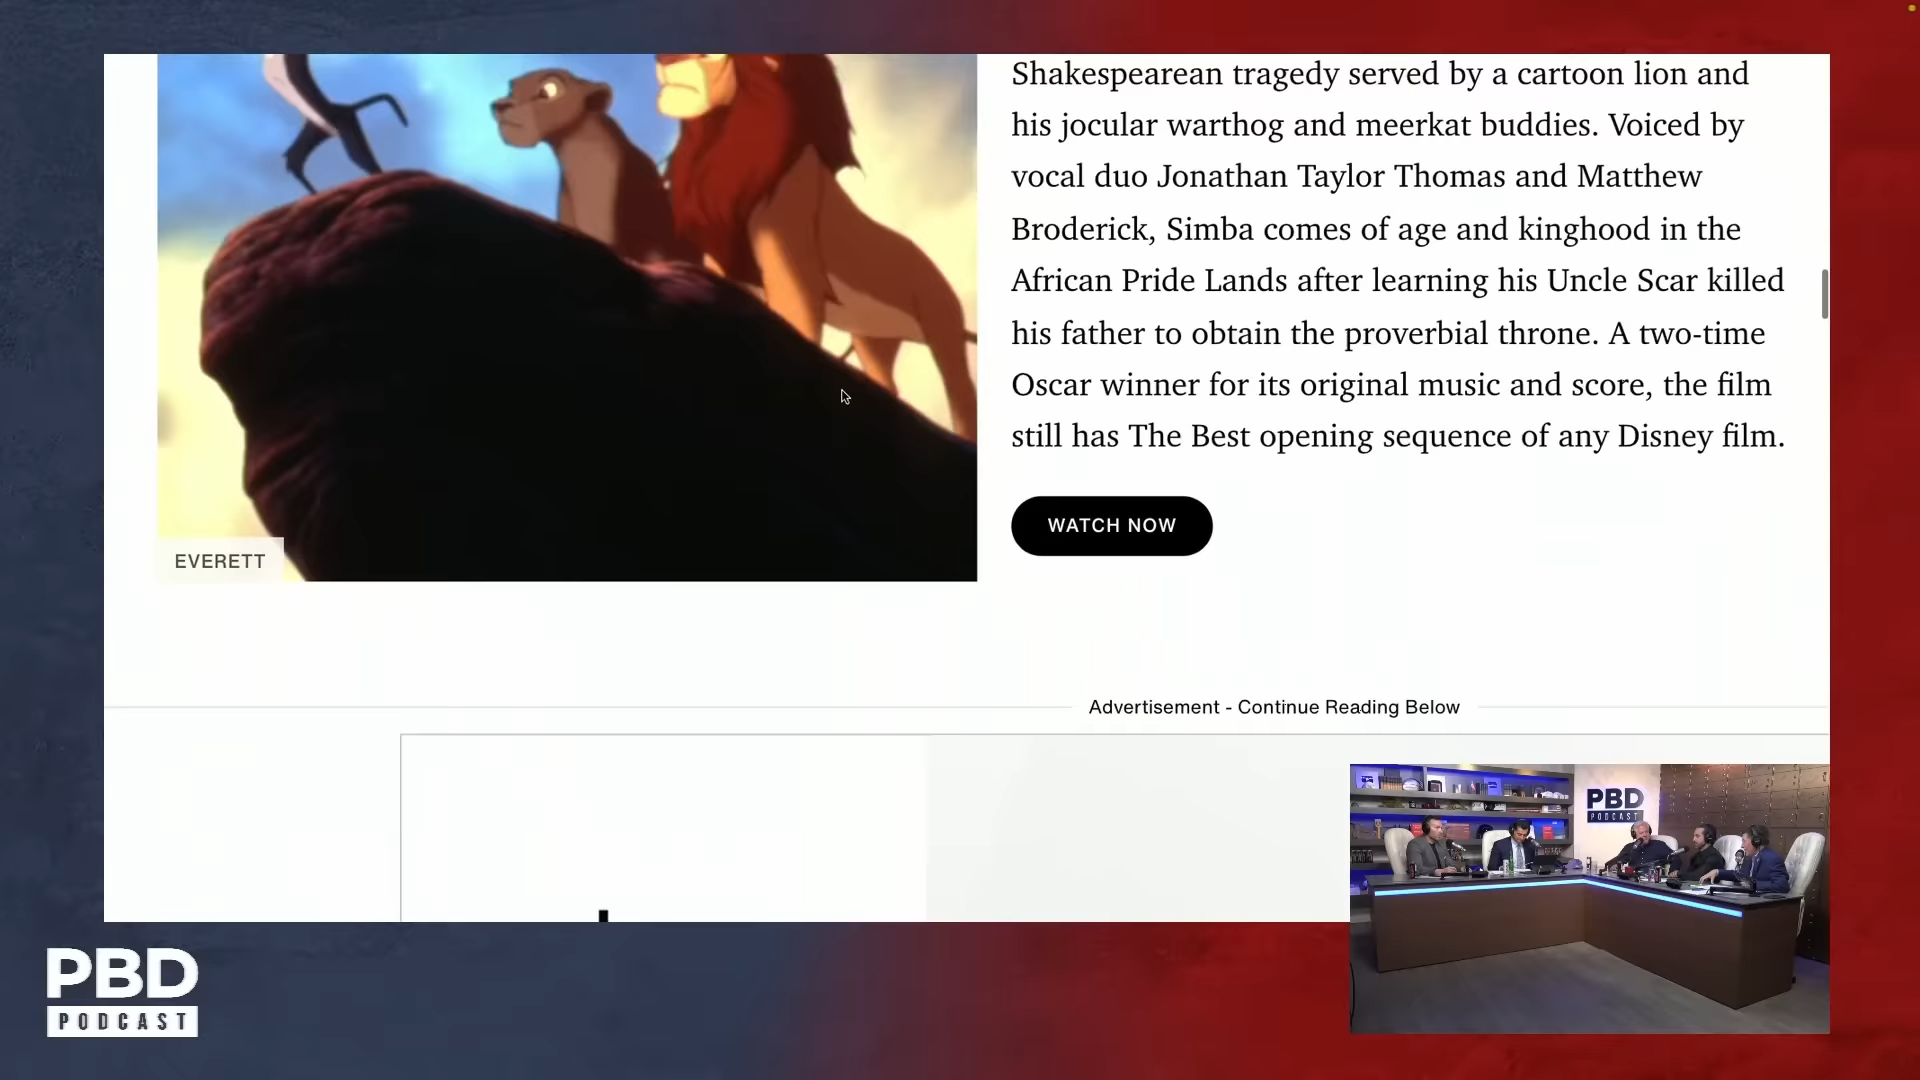 Shakespearean tragedy served by a cartoon lion and
his jocular warthog and meerkat buddies. Voiced by
vocal duo Jonathan Taylor Thomas and Matthew
Broderick, Simba comes of age and kinghood in the
African Pride Lands after learning his Uncle Scar killed
his father to obtain the proverbial throne. A two-time
Oscar winner for its original music and score, the film
still has The Best opening sequence of any Disney film.
WATCH NOW
EVERETT
Advertisement - Continue Reading Below
PBD
PODCAST
PBD
PODCAST